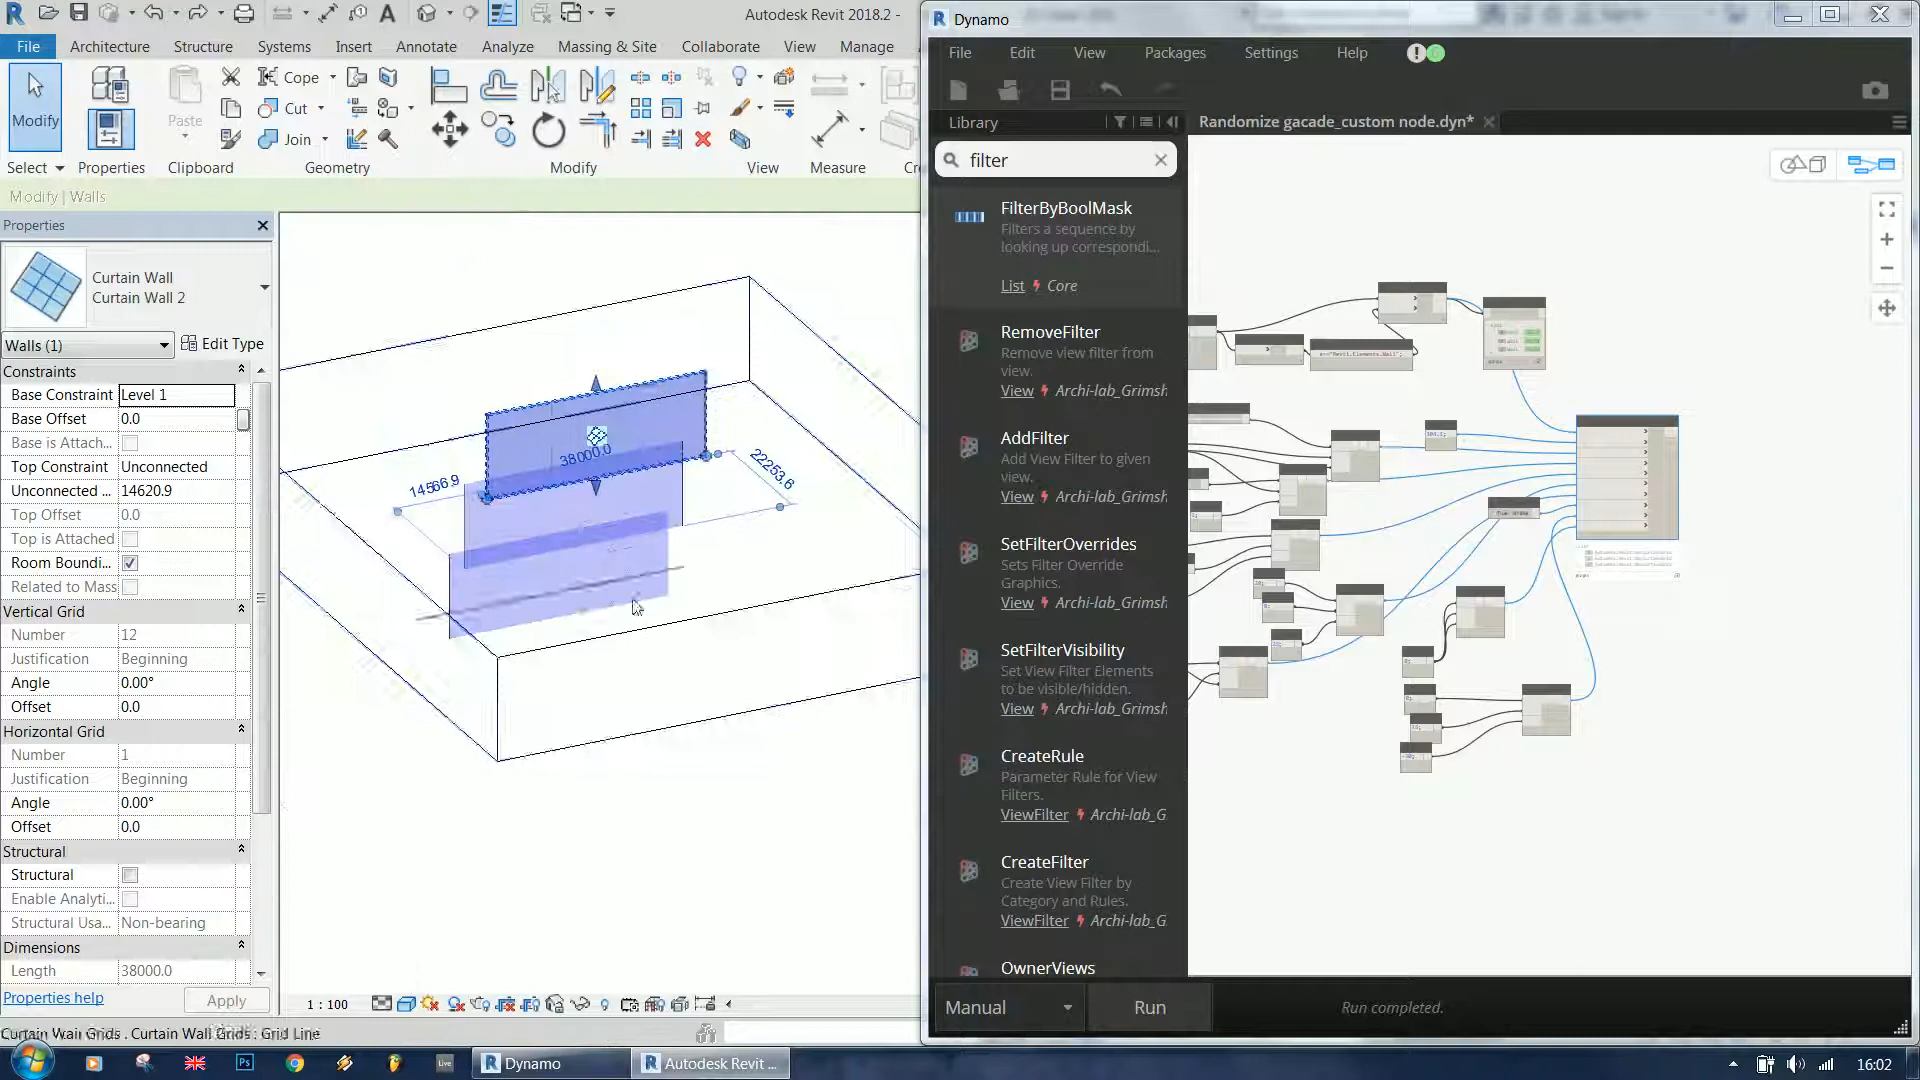 Autodesk Revit 2018.2 -
File
Architecture
Structure
Systems
Insert
Annotate
Analyze
Massing & Site
Collaborate
View
Manage
Modify
Paste
Cope
Cut
Join
Select
Properties
Clipboard
Geometry
Modify
View
Measure
Modify | Walls
Properties
Curtain Wall
Curtain Wall 2
Walls (1)
Edit Type
Constraints
Base Constraint Level 1
Base Offset 0.0
Base is Attach...
Top Constraint Unconnected
Unconnected ... 14620.9
Top Offset 0.0
Top is Attached
Room Boundi...
Related to Mass
Vertical Grid
Number 12
Justification Beginning
Angle 0.00°
Offset 0.0
Horizontal Grid
Number 1
Justification Beginning
Angle 0.00°
Offset 0.0
Structural
Structural
Enable Analyti...
Structural Usa... Non-bearing
Dimensions
Length 38000.0
Properties help
Apply
14566.9
38000.0
22253.6
1 : 100
Curtain Wall Grids : Curtain Wall Grids : Grid Line
Dynamo
File
Edit
View
Packages
Settings
Help
Library
Randomize gacade_custom node.dyn*
filter
FilterByBoolMask
Filters a sequence by
looking up correspondi...
List Core
RemoveFilter
Remove view filter from
view.
View Archi-lab_Grimsh
AddFilter
Add View Filter to given
view.
View Archi-lab_Grimsh
SetFilterOverrides
Sets Filter Override
Graphics.
View Archi-lab_Grimsh
SetFilterVisibility
Set View Filter Elements
to be visible/hidden.
View Archi-lab_Grimsh
CreateRule
Parameter Rule for View
Filters.
ViewFilter Archi-lab_G
CreateFilter
Create View Filter by
Category and Rules.
ViewFilter Archi-lab_G
OwnerViews
Manual
Run
Run completed.
Dynamo
Autodesk Revit ...
16:02